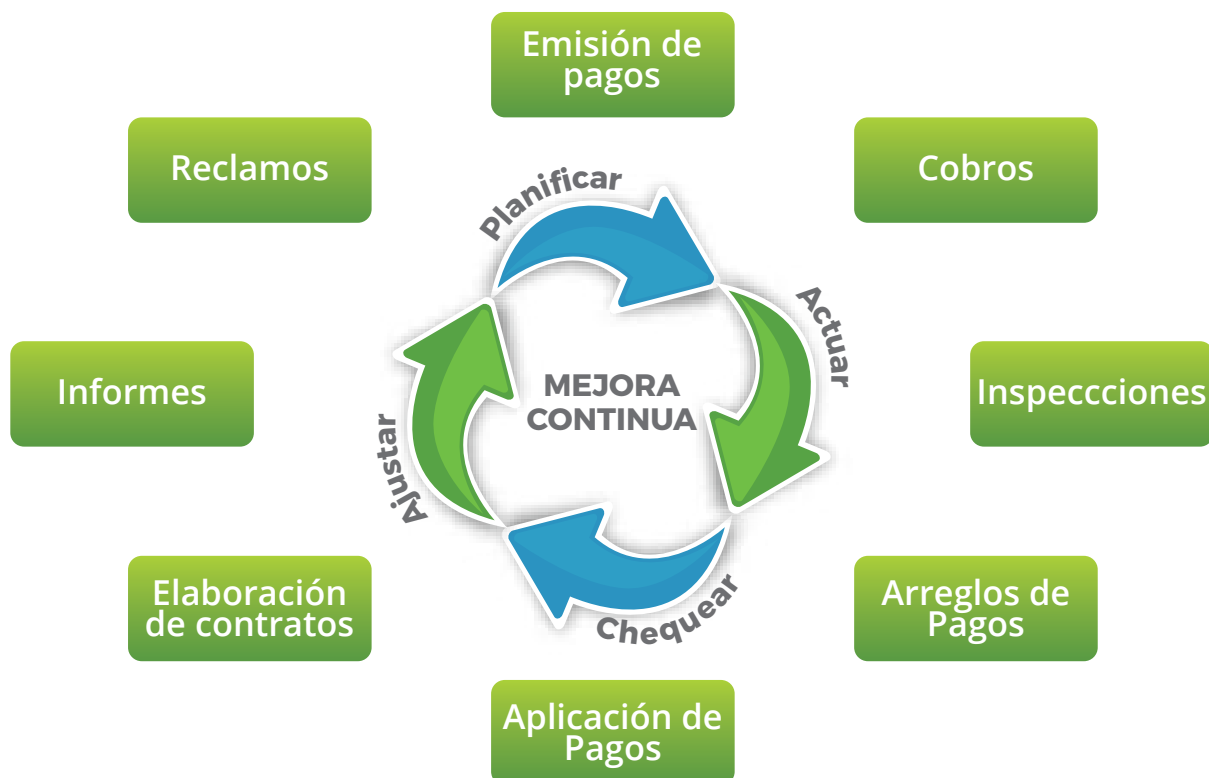 Emisión de
pagos
Reclamos
Cobros
Planificar
Actuar
MEJORA
CONTINUA
Informes
Inspeccciones
Ajustar
Elaboración
de contratos
Arreglos de
Pagos
Chequear
Aplicación de
Pagos